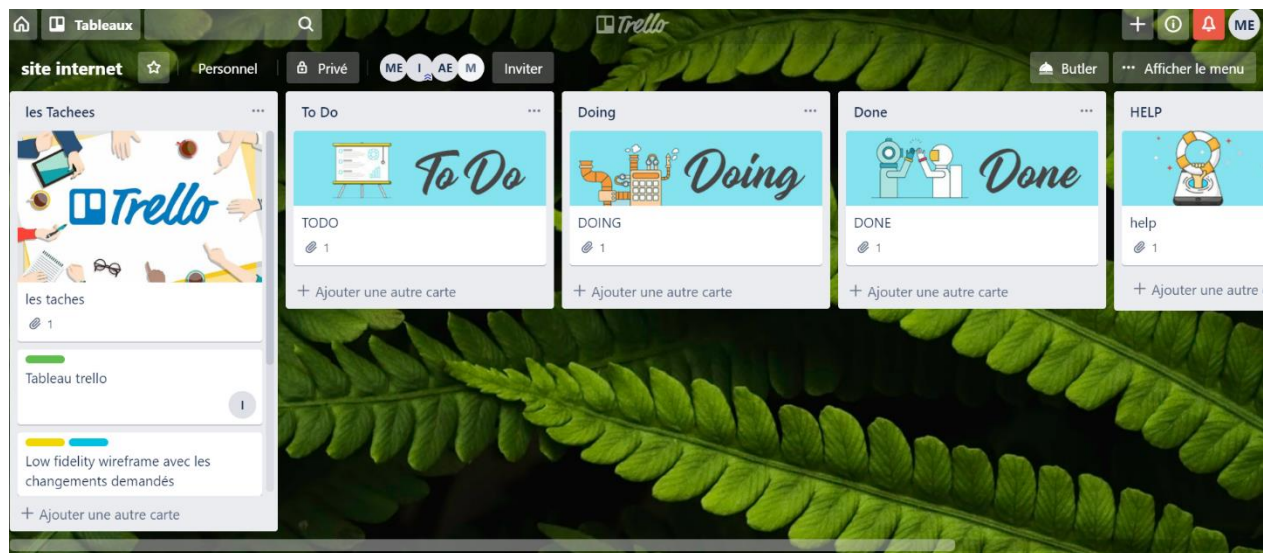 Tableaux
Trello
ME
site internet
Personnel
Privé
ME I AE M
Inviter
Butler
Afficher le menu
les Tachees
Trello
les taches
1
Tableau trello
I
Low fidelity wireframe avec les
changements demandés
+ Ajouter une autre carte
To Do
To Do
TODO
1
+ Ajouter une autre carte
Doing
Doing
DOING
1
+ Ajouter une autre carte
Done
Done
DONE
1
+ Ajouter une autre carte
HELP
help
1
+ Ajouter une autre